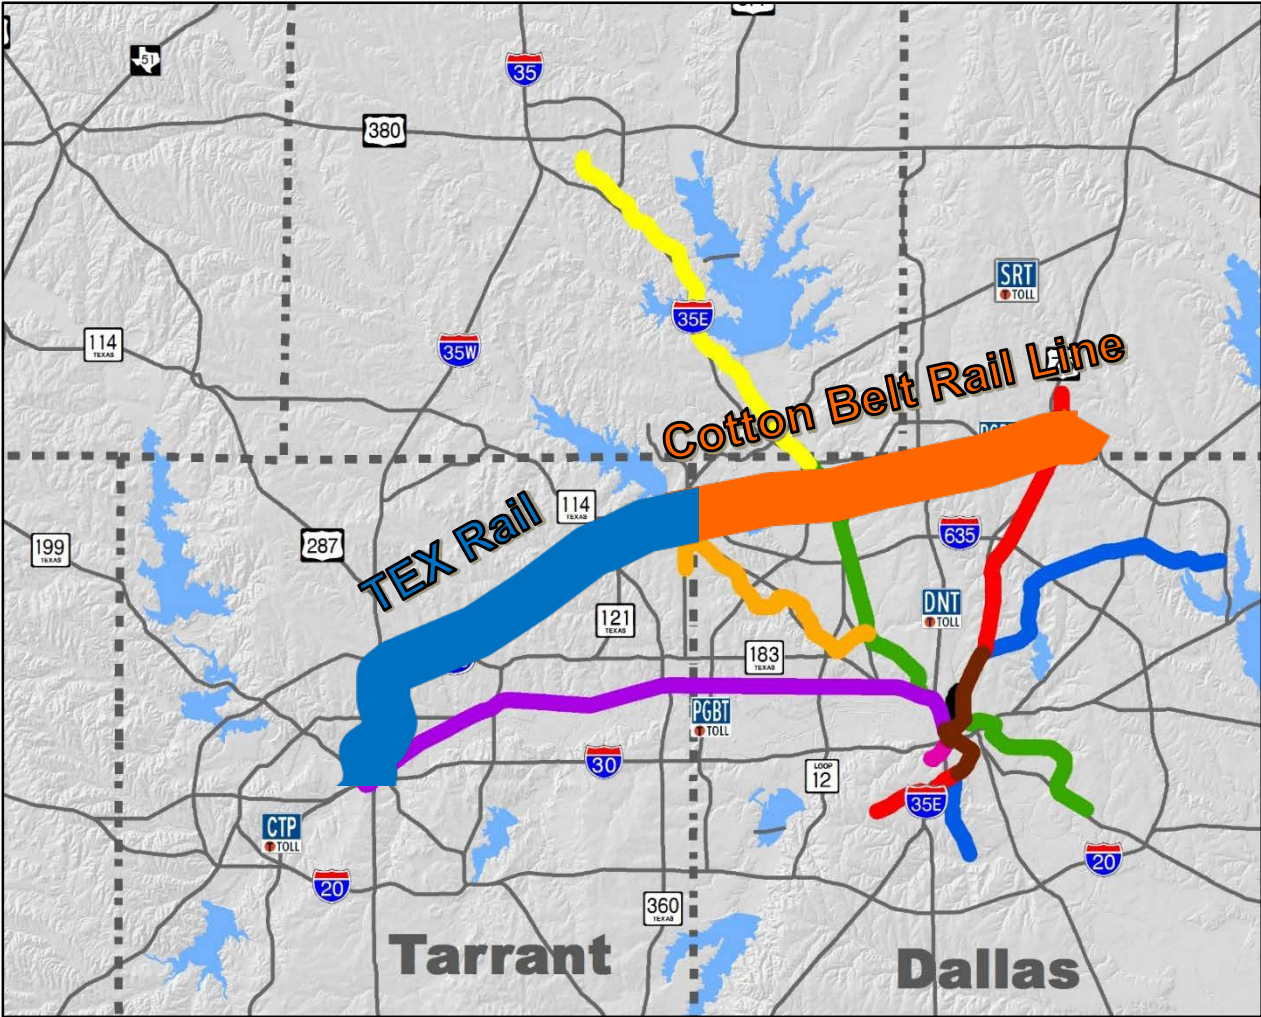 51
35
380
SRT
TOLL
35E
114
TEXAS
35W
Cotton Belt Rail Line
TEX Rail
114
TEXAS
199
TEXAS
287
635
121
TEXAS
DNT
TOLL
183
TEXAS
PGBT
TOLL
30
LOOP
12
35E
CTP
TOLL
20
20
360
TEXAS
Tarrant
Dallas